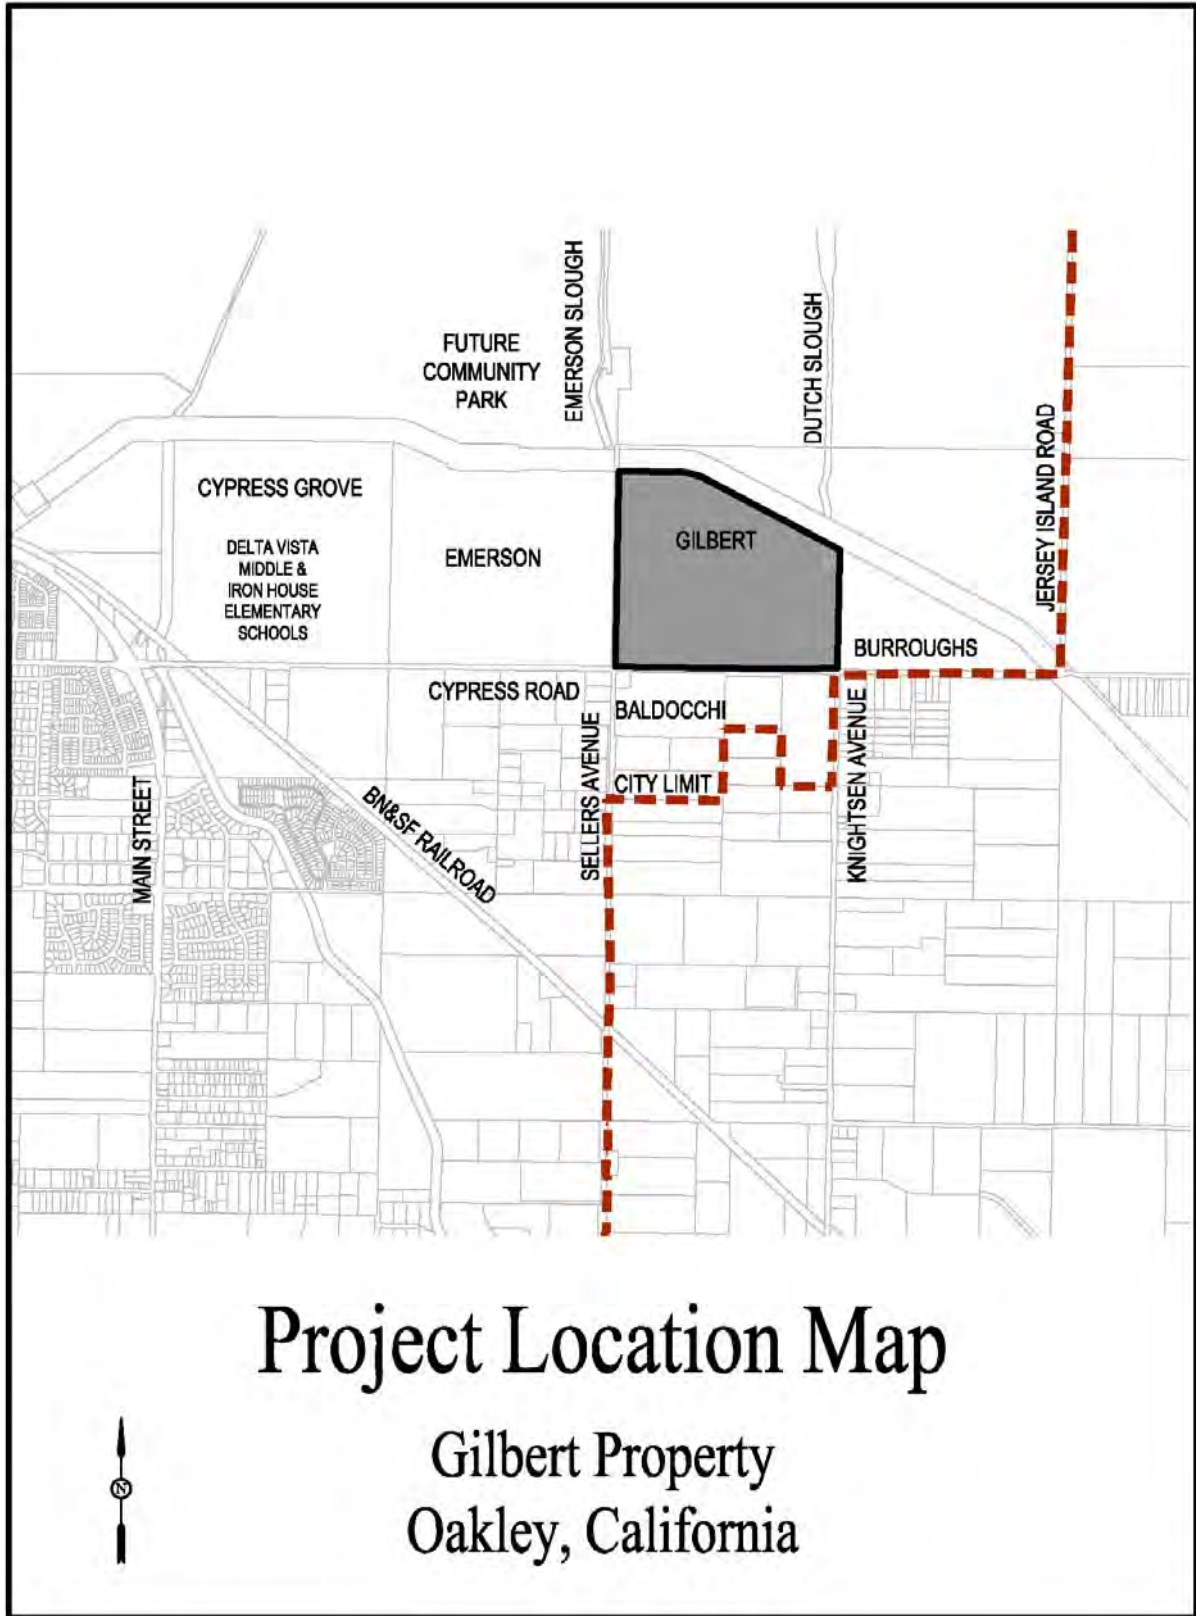 EMERSON SLOUGH
DUTCH SLOUGH
FUTURE
COMMUNITY
PARK
JERSEY ISLAND ROAD
CYPRESS GROVE
DELTA VISTA
MIDDLE &
IRON HOUSE
ELEMENTARY
SCHOOLS
EMERSON
GILBERT
BURROUGHS
CYPRESS ROAD
BALDOCCHI
SELLERS AVENUE
CITY LIMIT
KNIGHTSEN AVENUE
MAIN STREET
BN&SF RAILROAD
Project Location Map
N
Gilbert Property
Oakley, California